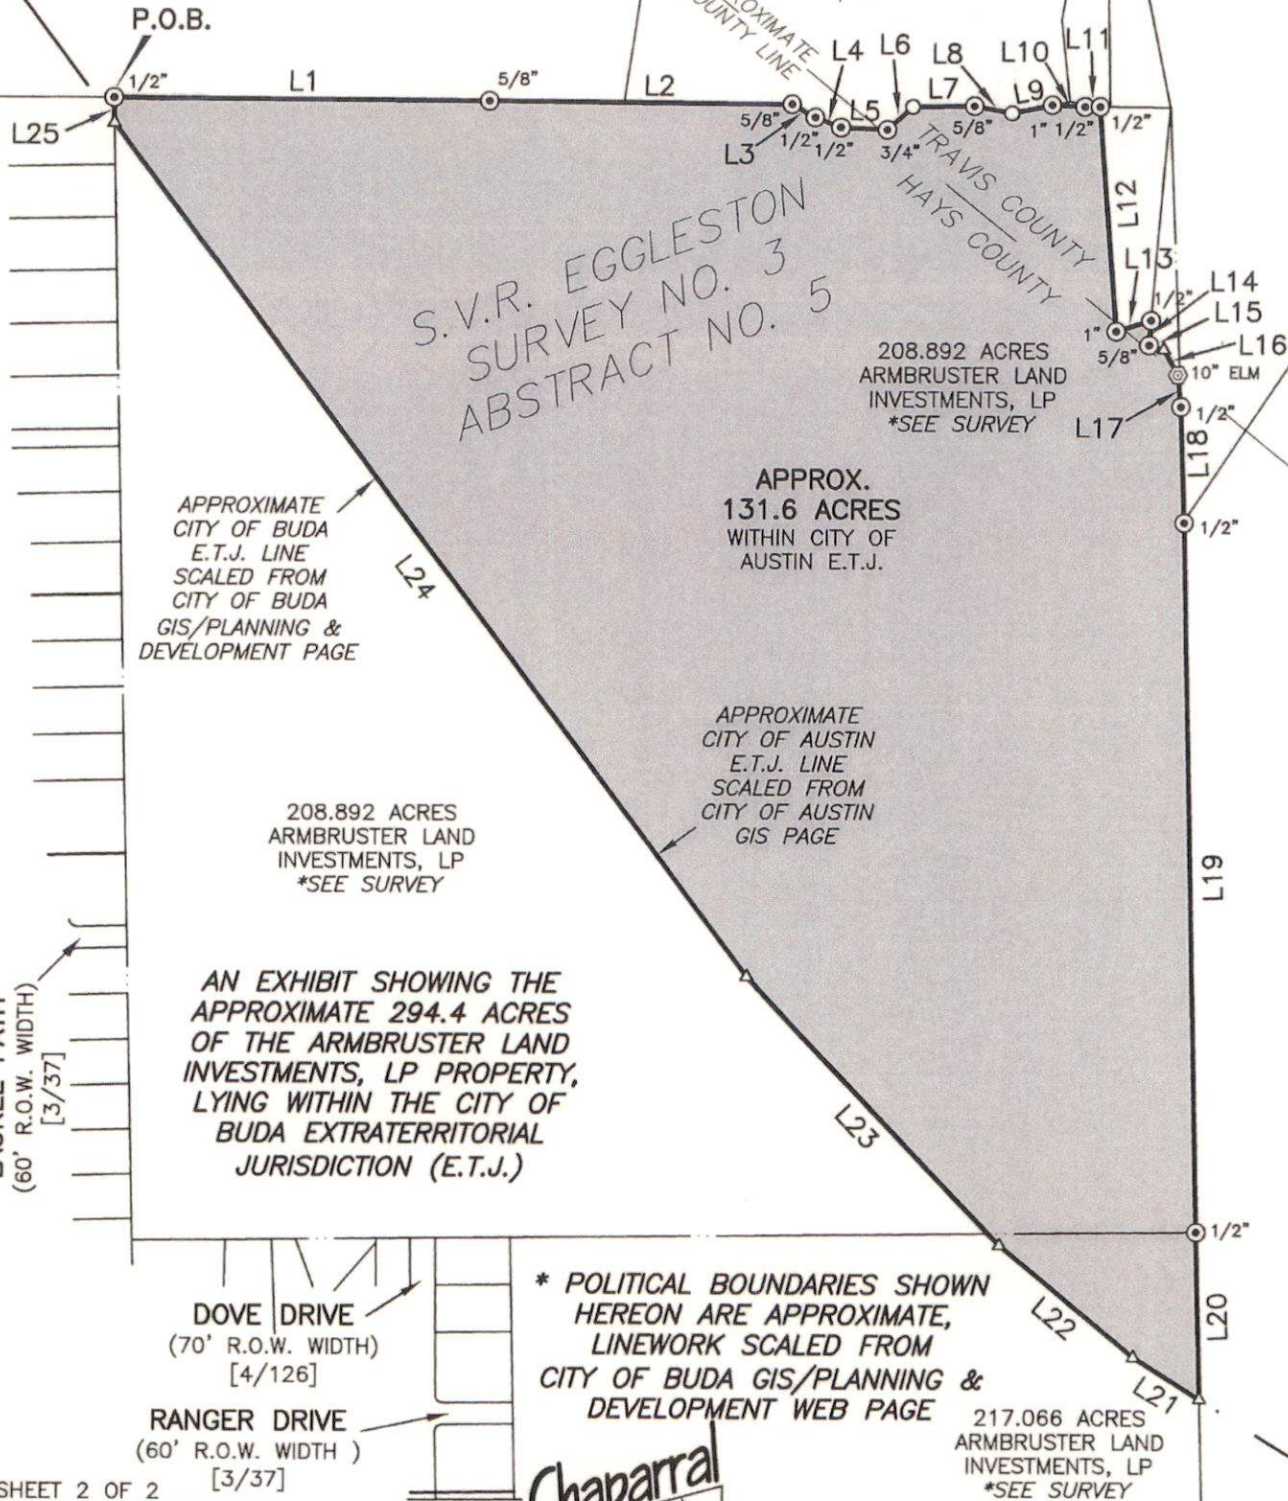 P.O.B.
1/2"
L1
5/8"
L2
COUNTY LINE
L4
L6
L8
L10
L11
L25
5/8"
L3
1/2"
1/2"
L5
3/4"
L7
5/8"
L9
1"
1/2"
1/2"
TRAVIS COUNTY
HAYS COUNTY
L12
L13
1/2"
L14
1"
5/8"
L15
L16
10" ELM
L17
1/2"
L18
1/2"
S.V.R. EGGLESTON
SURVEY NO. 3
ABSTRACT NO. 5
208.892 ACRES
ARMBRUSTER LAND
INVESTMENTS, LP
*SEE SURVEY
APPROX.
131.6 ACRES
WITHIN CITY OF
AUSTIN E.T.J.
APPROXIMATE
CITY OF BUDA
E.T.J. LINE
SCALED FROM
CITY OF BUDA
GIS/PLANNING &
DEVELOPMENT PAGE
L24
APPROXIMATE
CITY OF AUSTIN
E.T.J. LINE
SCALED FROM
CITY OF AUSTIN
GIS PAGE
208.892 ACRES
ARMBRUSTER LAND
INVESTMENTS, LP
*SEE SURVEY
L19
(60' R.O.W. WIDTH)
[3/37]
AN EXHIBIT SHOWING THE
APPROXIMATE 294.4 ACRES
OF THE ARMBRUSTER LAND
INVESTMENTS, LP PROPERTY,
LYING WITHIN THE CITY OF
BUDA EXTRATERRITORIAL
JURISDICTION (E.T.J.)
L23
1/2"
L22
L20
L21
DOVE DRIVE
(70' R.O.W. WIDTH)
[4/126]
RANGER DRIVE
(60' R.O.W. WIDTH )
[3/37]
* POLITICAL BOUNDARIES SHOWN
HEREON ARE APPROXIMATE,
LINEWORK SCALED FROM
CITY OF BUDA GIS/PLANNING &
DEVELOPMENT WEB PAGE
217.066 ACRES
ARMBRUSTER LAND
INVESTMENTS, LP
*SEE SURVEY
SHEET 2 OF 2
Chaparral